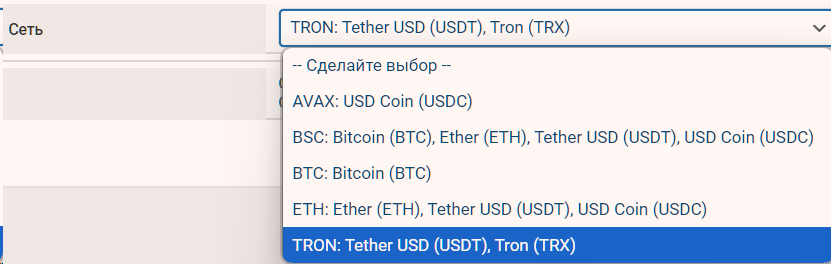 Сеть
TRON: Tether USD (USDT), Tron (TRX)
-- Сделайте выбор --
AVAX: USD Coin (USDC)
BSC: Bitcoin (BTC), Ether (ETH), Tether USD (USDT), USD Coin (USDC)
BTC: Bitcoin (BTC)
ETH: Ether (ETH), Tether USD (USDT), USD Coin (USDC)
TRON: Tether USD (USDT), Tron (TRX)